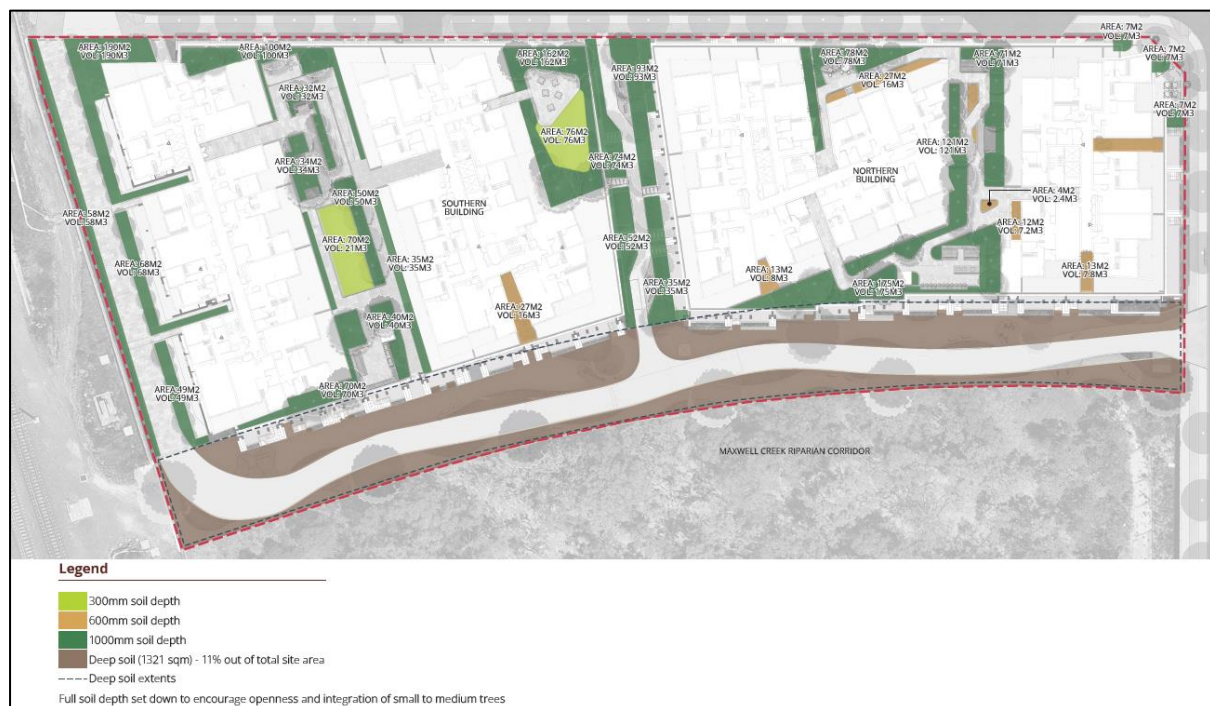 AREA: 190M2
VOL: 190M3
AREA: 100M2
VOL: 100M3
AREA: 162M2
VOL: 162M3
AREA: 93M2
VOL: 93M3
AREA: 78M2
VOL: 78M3
AREA: 27M2
VOL: 16M3
AREA: 71M2
VOL: 71M3
AREA: 7M2
VOL: 7M3
AREA: 7M2
VOL: 7M3
AREA: 7M2
VOL: 7M3
AREA: 32M2
VOL: 32M3
AREA: 34M2
VOL: 34M3
AREA: 76M2
VOL: 76M3
AREA: 74M2
VOL: 74M3
AREA: 121M2
VOL: 121M3
AREA: 50M2
VOL: 50M3
SOUTHERN
BUILDING
NORTHERN
BUILDING
AREA: 4M2
VOL: 2.4M3
AREA: 58M2
VOL: 58M3
AREA: 70M2
VOL: 21M3
AREA: 12M2
VOL: 7.2M3
AREA: 68M2
VOL: 68M3
AREA: 35M2
VOL: 35M3
AREA: 52M2
VOL: 52M3
AREA: 13M2
VOL: 8M3
AREA: 13M2
VOL: 7.8M3
AREA: 35M2
VOL: 35M3
AREA: 175M2
VOL: 175M3
AREA: 27M2
VOL: 16M3
AREA: 40M2
VOL: 40M3
AREA: 49M2
VOL: 49M3
AREA: 70M2
VOL: 70M3
MAXWELL CREEK RIPARIAN CORRIDOR
Legend
300mm soil depth
600mm soil depth
1000mm soil depth
Deep soil (1321 sqm) - 11% out of total site area
Deep soil extents
Full soil depth set down to encourage openness and integration of small to medium trees